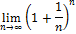 lim n→∞ (1 + 1/n)^n